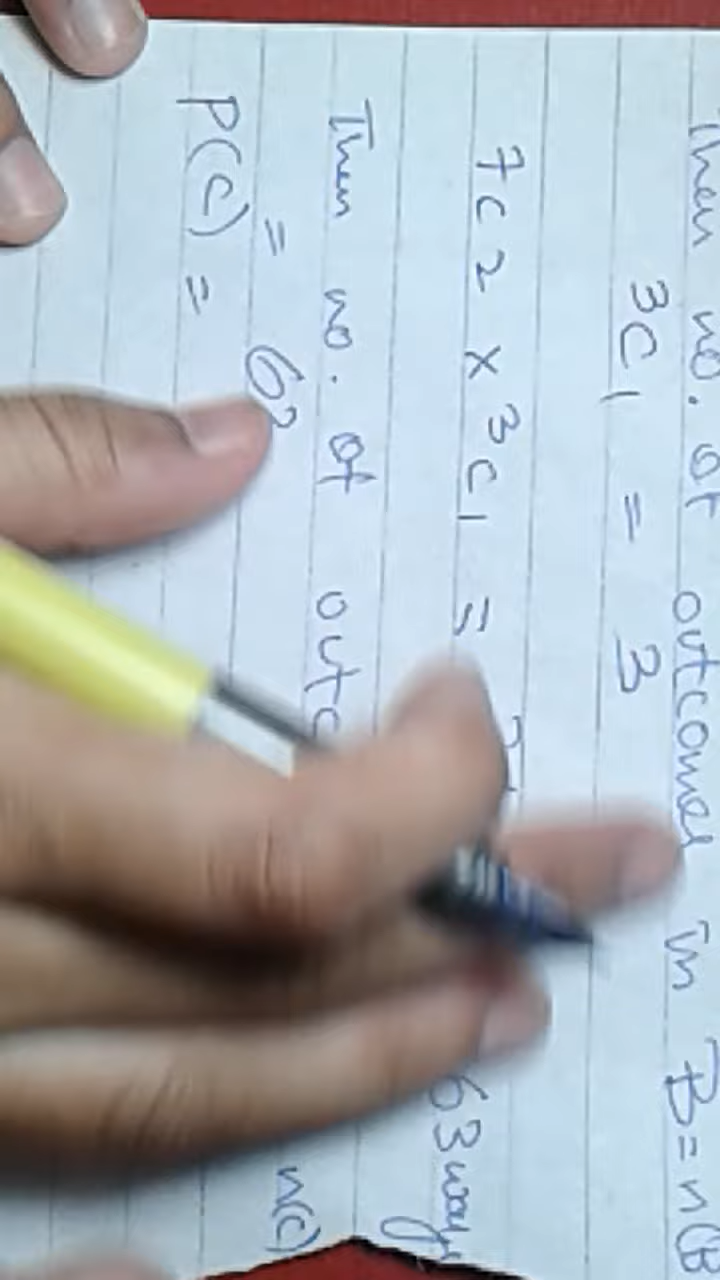 Then no. of outcomes in B = n(B
3C1 = 3
7C2 × 3C1 = 63 ways
Then no. of outc n(c)
= 63
P(C) =